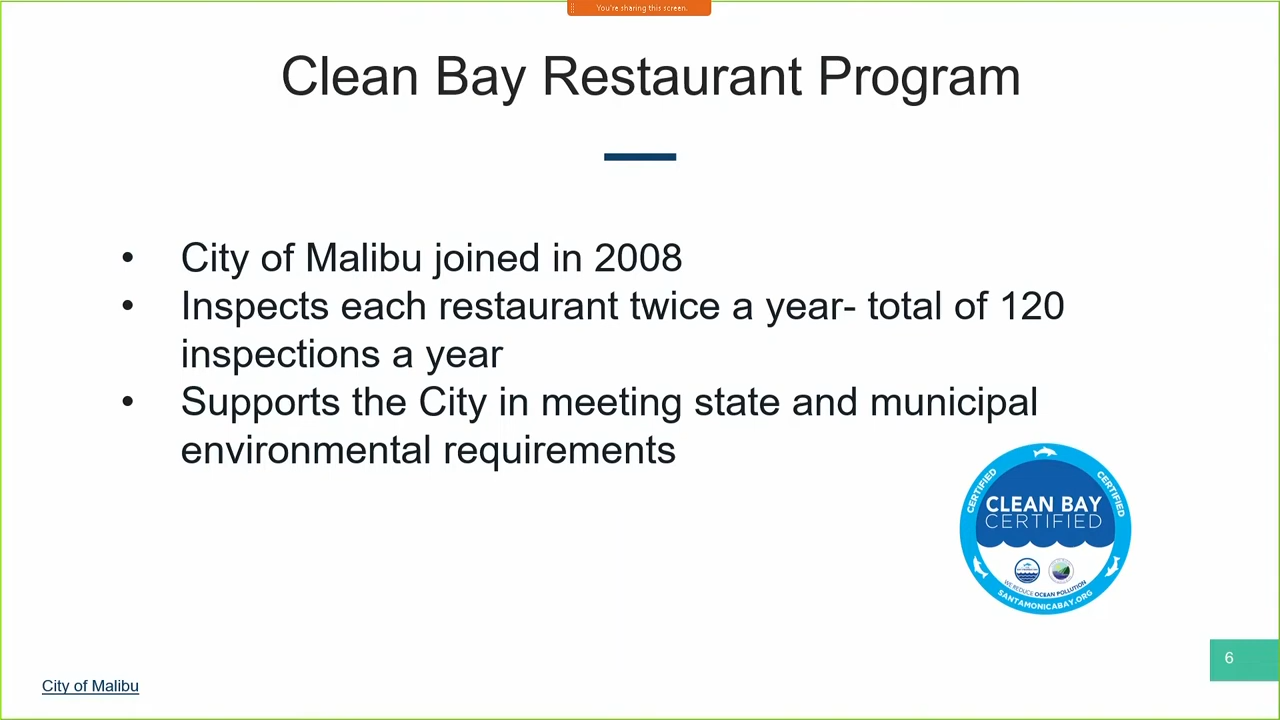 You're sharing this screen.
Clean Bay Restaurant Program
• City of Malibu joined in 2008
• Inspects each restaurant twice a year- total of 120
inspections a year
• Supports the City in meeting state and municipal
environmental requirements
CERTIFIED
CERTIFIED
CLEAN BAY
CERTIFIED
WE REDUCE OCEAN POLLUTION
SANTAMONICABAY.ORG
6
City of Malibu